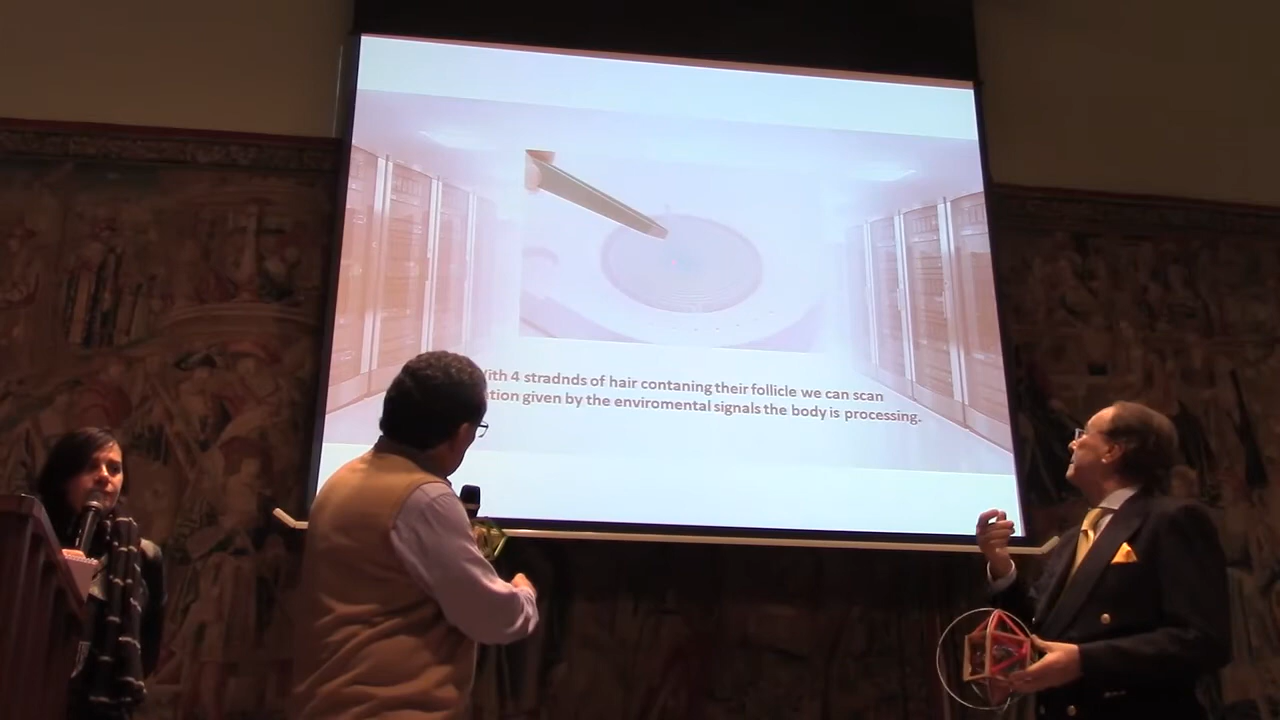 With 4 stradnds of hair contaning their follicle we can scan
tion given by the enviromental signals the body is processing.